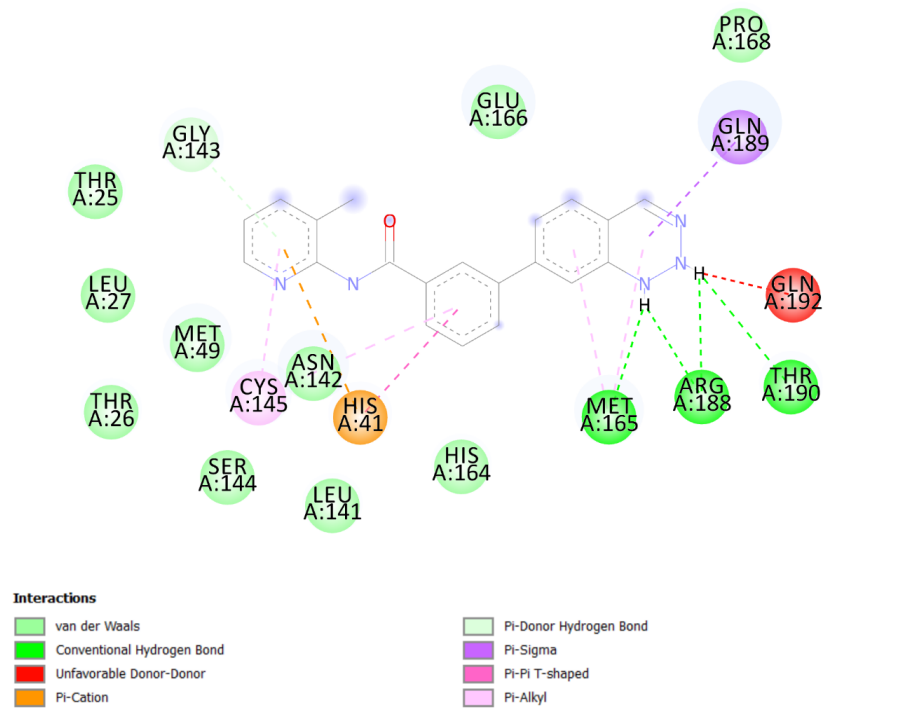 PRO
A:168
GLU
A:166
GLN
A:189
GLY
A:143
THR
A:25
O
N
N
N
N
N
H
H
LEU
A:27
GLN
A:192
MET
A:49
ASN
A:142
CYS
A:145
HIS
A:41
THR
A:26
MET
A:165
ARG
A:188
THR
A:190
SER
A:144
HIS
A:164
LEU
A:141
Interactions
van der Waals
Conventional Hydrogen Bond
Unfavorable Donor-Donor
Pi-Cation
Pi-Donor Hydrogen Bond
Pi-Sigma
Pi-Pi T-shaped
Pi-Alkyl